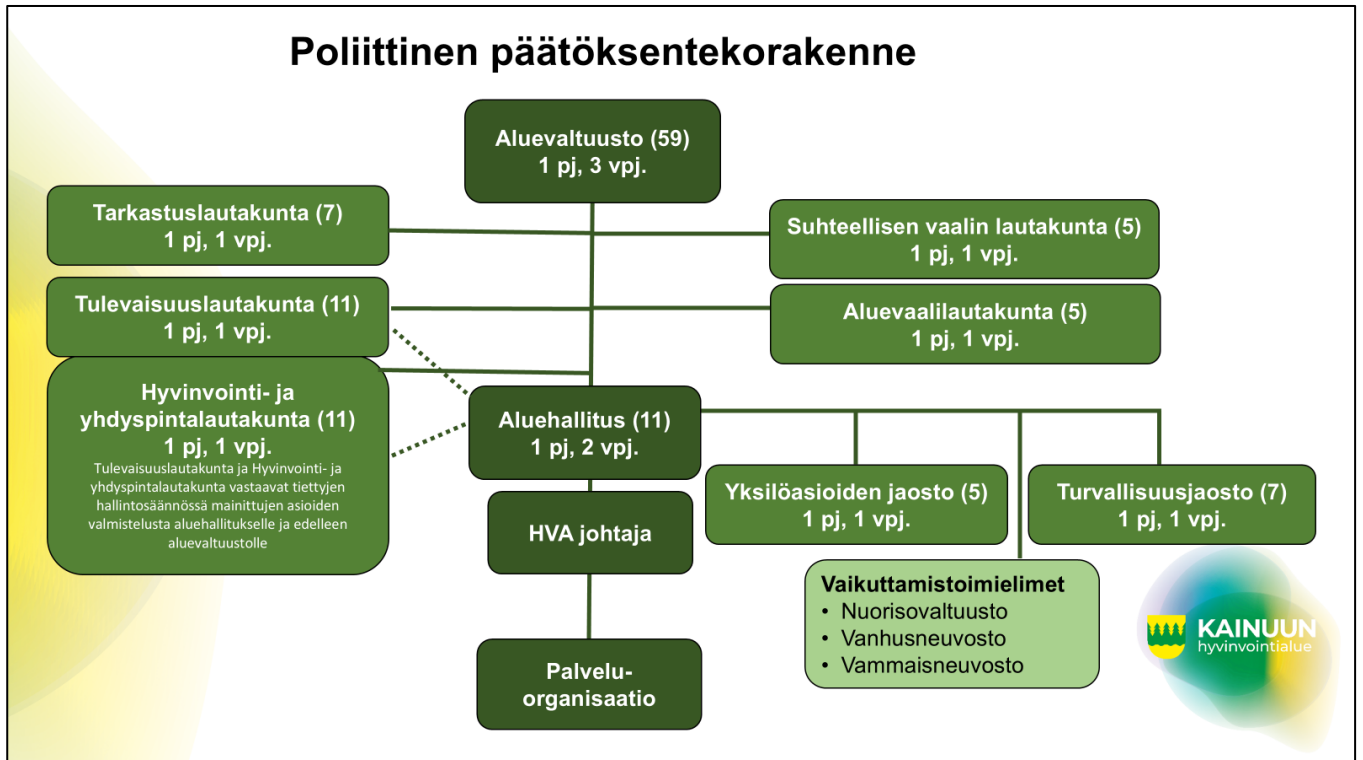 Poliittinen päätöksentekorakenne
Aluevaltuusto (59)
1 pj, 3 vpj.
Tarkastuslautakunta (7)
1 pj, 1 vpj.
Suhteellisen vaalin lautakunta (5)
1 pj, 1 vpj.
Tulevaisuuslautakunta (11)
1 pj, 1 vpj.
Aluevaalilautakunta (5)
1 pj, 1 vpj.
Hyvinvointi- ja
yhdyspintalautakunta (11)
1 pj, 1 vpj.
Tulevaisuuslautakunta ja Hyvinvointi- ja
yhdyspintalautakunta vastaavat tiettyjen
hallintosäännössä mainittujen asioiden
valmistelusta aluehallitukselle ja edelleen
aluevaltuustolle
Aluehallitus (11)
1 pj, 2 vpj.
Yksilöasioiden jaosto (5)
1 pj, 1 vpj.
Turvallisuusjaosto (7)
1 pj, 1 vpj.
HVA johtaja
Vaikuttamistoimielimet
• Nuorisovaltuusto
• Vanhusneuvosto
• Vammaisneuvosto
Palvelu-
organisaatio
KAINUUN
hyvinvointialue